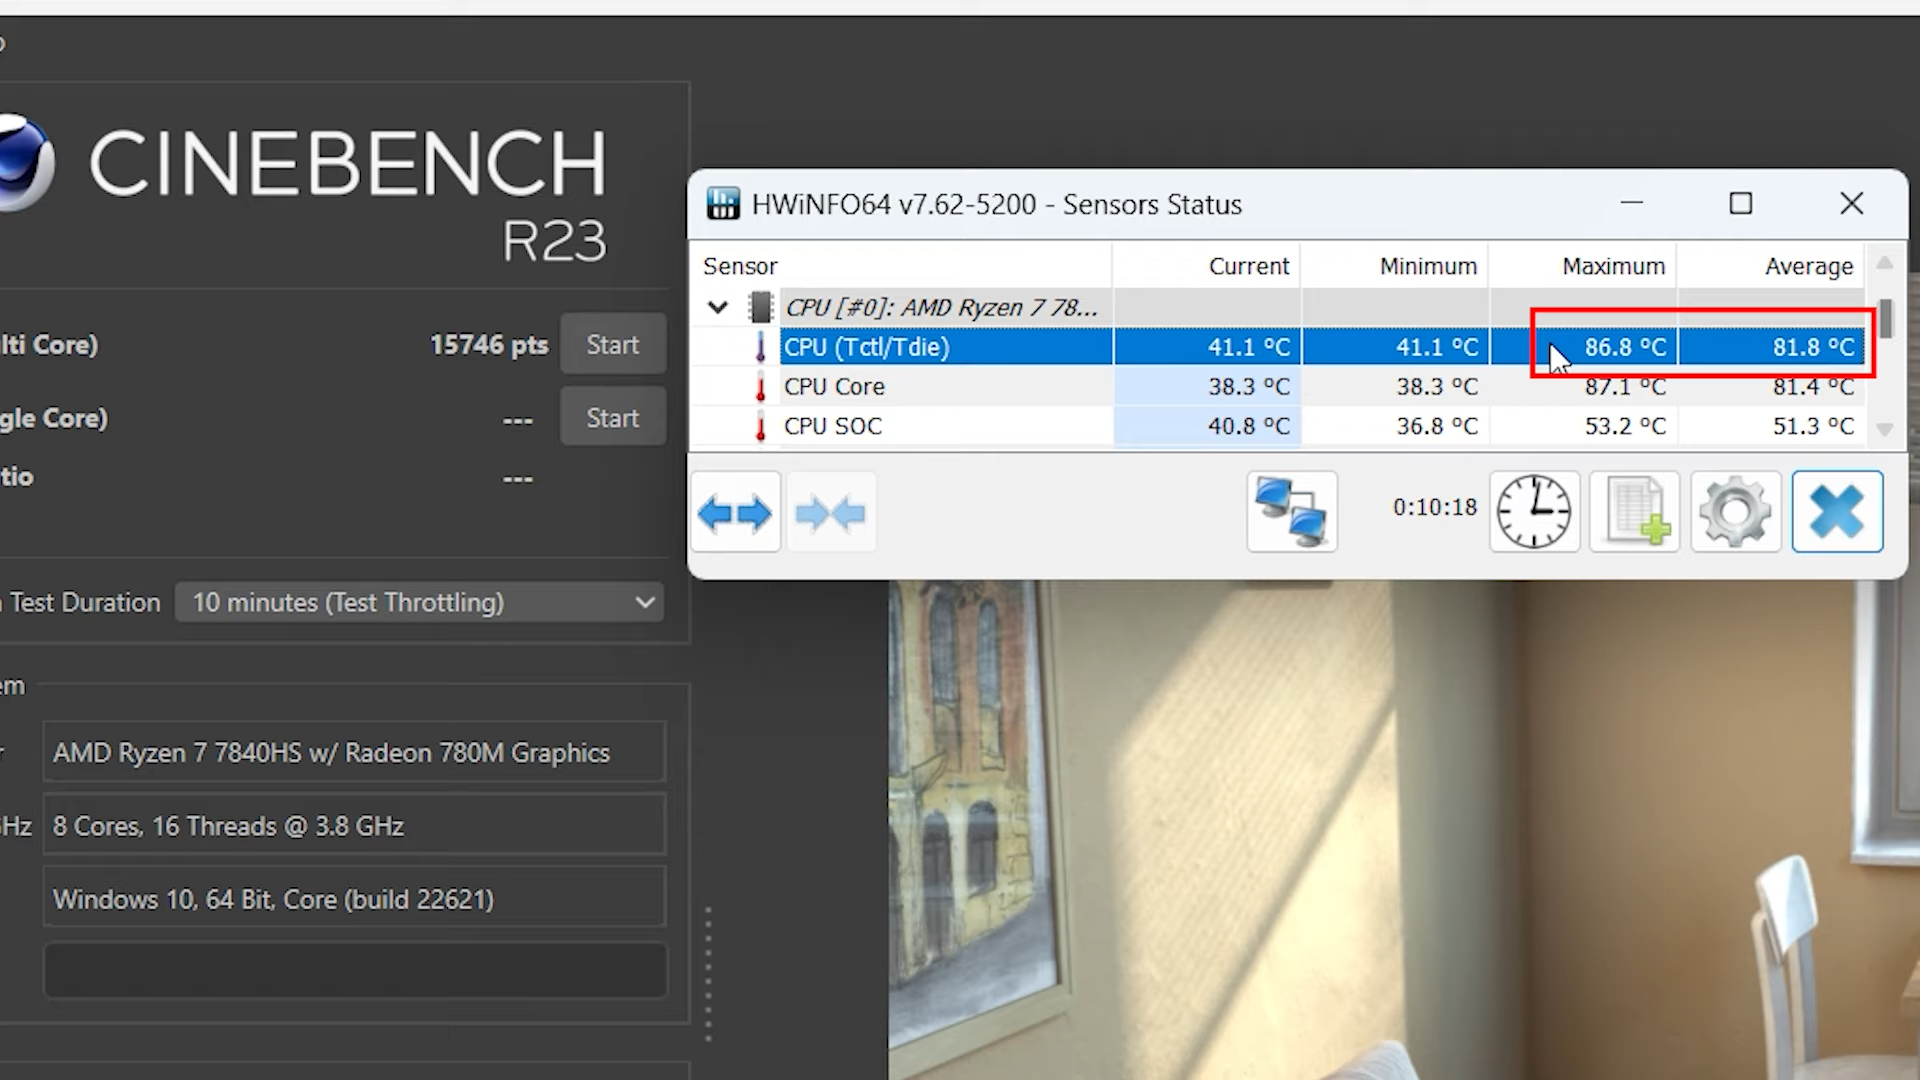 CINEBENCH
R23
lti Core) 15746 pts Start
gle Core) --- Start
tio ---
Test Duration 10 minutes (Test Throttling)
em
AMD Ryzen 7 7840HS w/ Radeon 780M Graphics
Hz 8 Cores, 16 Threads @ 3.8 GHz
Windows 10, 64 Bit, Core (build 22621)
HWiNFO64 v7.62-5200 - Sensors Status
Sensor Current Minimum Maximum Average
CPU [#0]: AMD Ryzen 7 78...
CPU (Tctl/Tdie) 41.1 °C 41.1 °C 86.8 °C 81.8 °C
CPU Core 38.3 °C 38.3 °C 87.1 °C 81.4 °C
CPU SOC 40.8 °C 36.8 °C 53.2 °C 51.3 °C
0:10:18